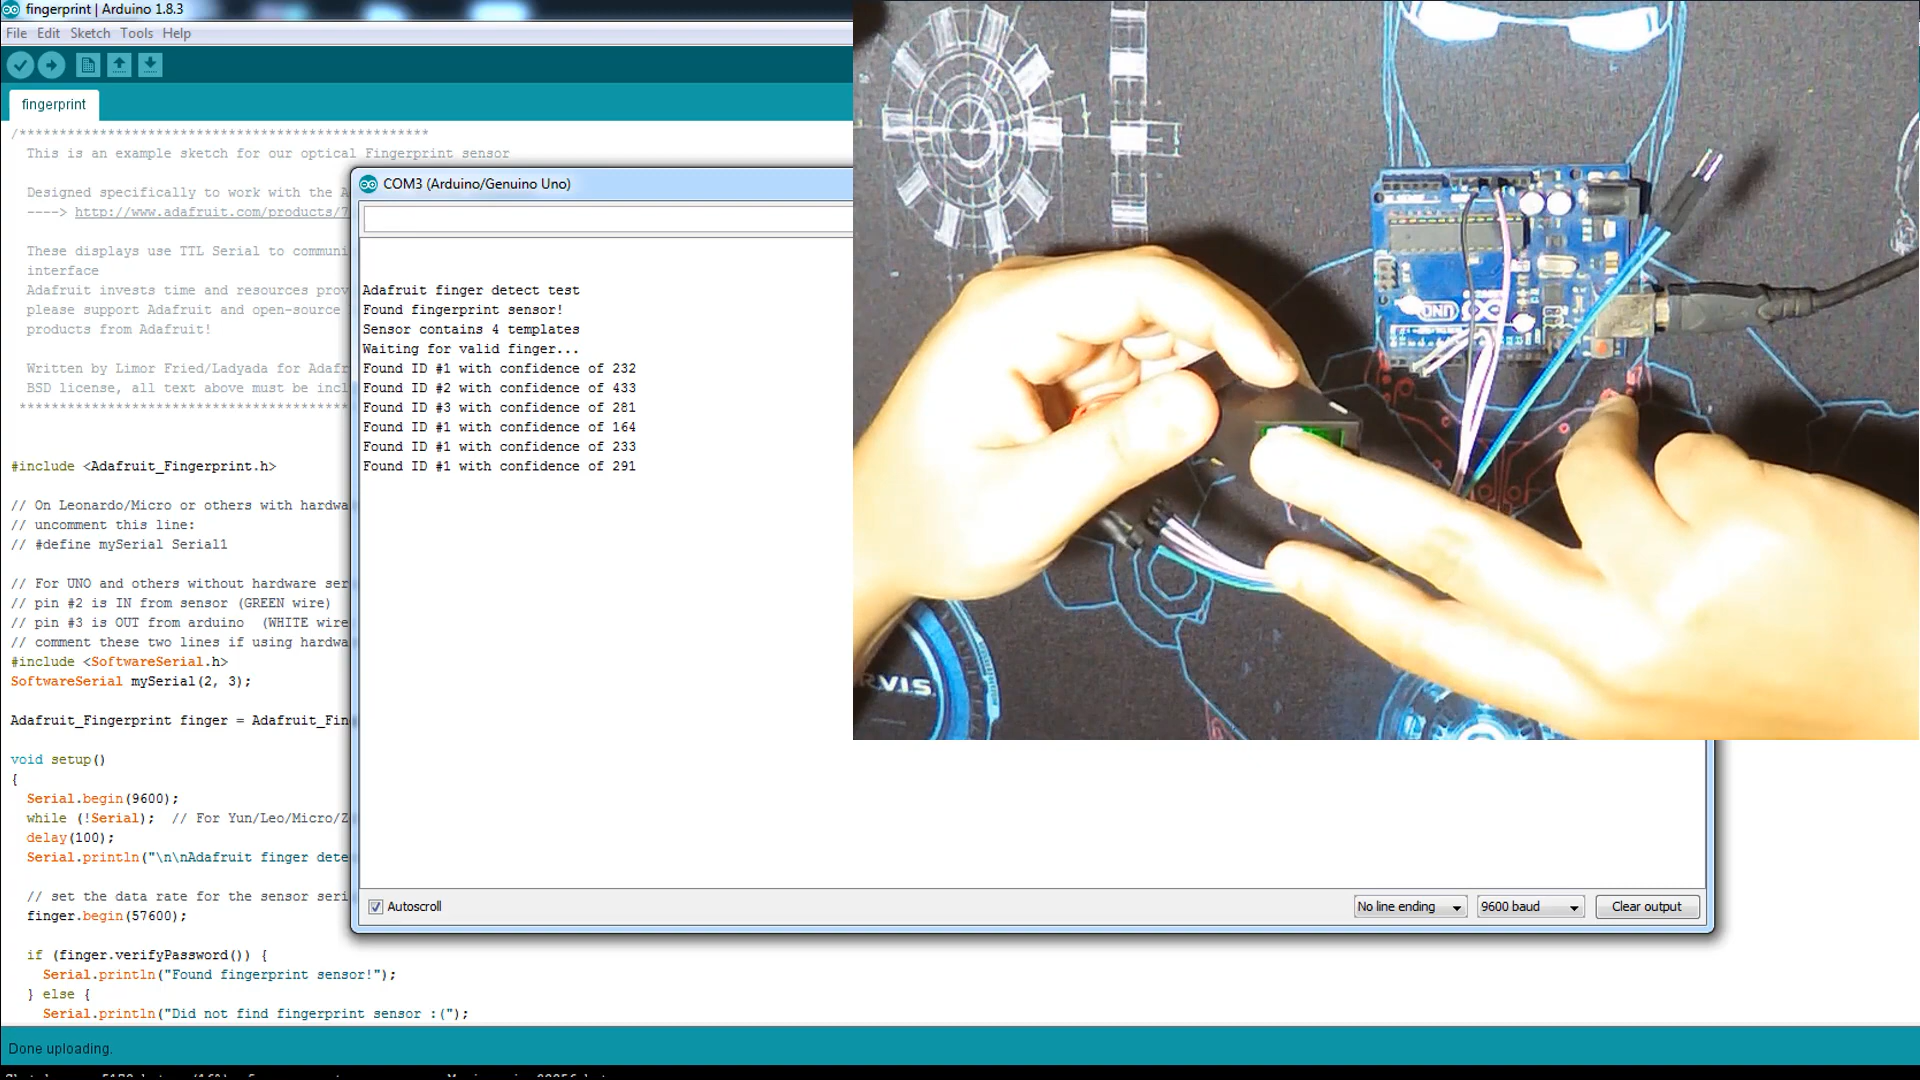 fingerprint | Arduino 1.8.3
File Edit Sketch Tools Help
fingerprint
/**************************************************
This is an example sketch for our optical Fingerprint sensor
Designed specifically to work with the A
----> http://www.adafruit.com/products/7
These displays use TTL Serial to communi
interface
Adafruit invests time and resources prov
please support Adafruit and open-source
products from Adafruit!
Written by Limor Fried/Ladyada for Adafr
BSD license, all text above must be incl
****************************************
#include <Adafruit_Fingerprint.h>
// On Leonardo/Micro or others with hardwa
// uncomment this line:
// #define mySerial Serial1
// For UNO and others without hardware ser
// pin #2 is IN from sensor (GREEN wire)
// pin #3 is OUT from arduino  (WHITE wire
// comment these two lines if using hardwa
#include <SoftwareSerial.h>
SoftwareSerial mySerial(2, 3);
Adafruit_Fingerprint finger = Adafruit_Fin
void setup()
{
Serial.begin(9600);
while (!Serial);  // For Yun/Leo/Micro/Z
delay(100);
Serial.println("\n\nAdafruit finger dete
// set the data rate for the sensor seri
finger.begin(57600);
if (finger.verifyPassword()) {
Serial.println("Found fingerprint sensor!");
} else {
Serial.println("Did not find fingerprint sensor :(");
Done uploading.
COM3 (Arduino/Genuino Uno)
Adafruit finger detect test
Found fingerprint sensor!
Sensor contains 4 templates
Waiting for valid finger...
Found ID #1 with confidence of 232
Found ID #2 with confidence of 433
Found ID #3 with confidence of 281
Found ID #1 with confidence of 164
Found ID #1 with confidence of 233
Found ID #1 with confidence of 291
Autoscroll
No line ending
9600 baud
Clear output
UNO
R.V.I.S.